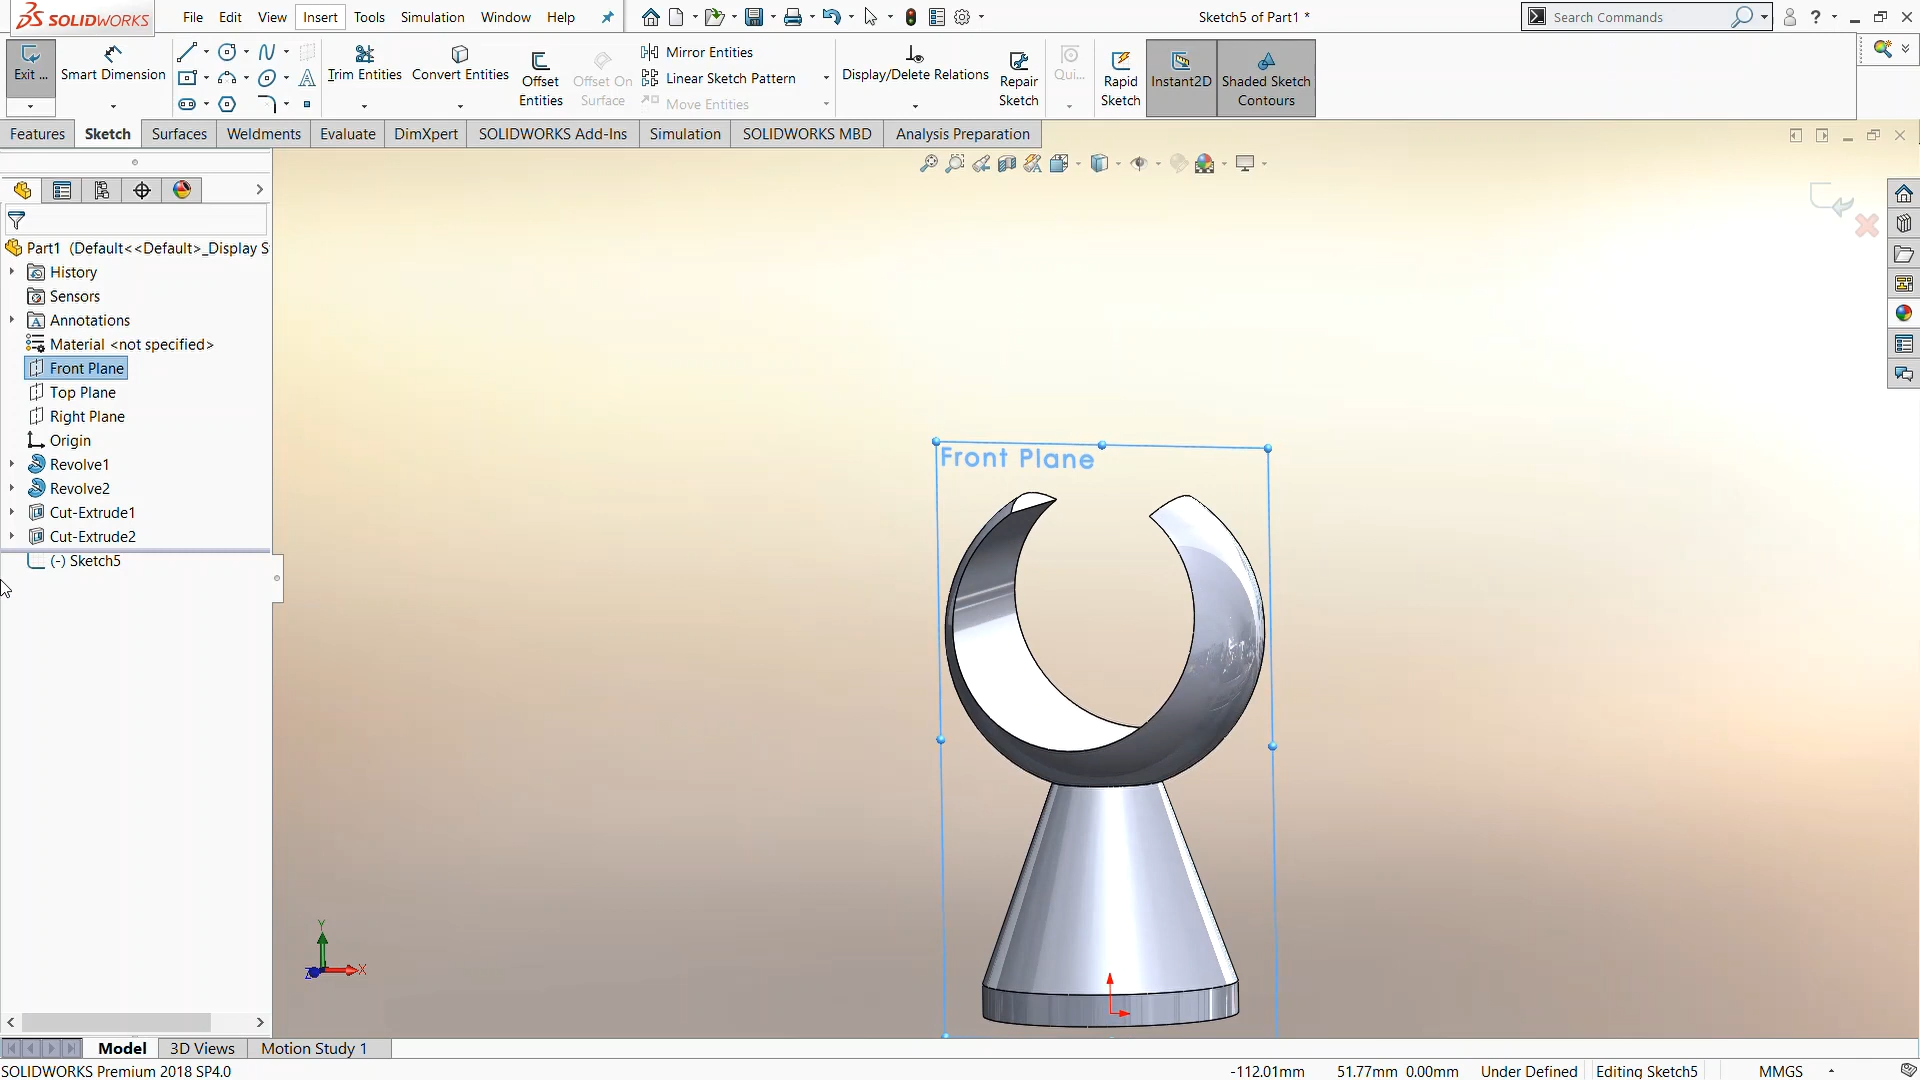 SOLIDWORKS
File Edit View Insert Tools Simulation Window Help
Sketch5 of Part1 *
Search Commands
Exit ...
Smart Dimension
Trim Entities
Convert Entities
Offset Entities
Offset On Surface
Mirror Entities
Linear Sketch Pattern
Move Entities
Display/Delete Relations
Repair Sketch
Qui...
Rapid Sketch
Instant2D
Shaded Sketch Contours
Features Sketch Surfaces Weldments Evaluate DimXpert SOLIDWORKS Add-Ins Simulation SOLIDWORKS MBD Analysis Preparation
Part1 (Default<<Default>_Display S
History
Sensors
Annotations
Material <not specified>
Front Plane
Top Plane
Right Plane
Origin
Revolve1
Revolve2
Cut-Extrude1
Cut-Extrude2
(-) Sketch5
Front Plane
Y
X
Z
Model 3D Views Motion Study 1
SOLIDWORKS Premium 2018 SP4.0
-112.01mm 51.77mm 0.00mm Under Defined Editing Sketch5 MMGS